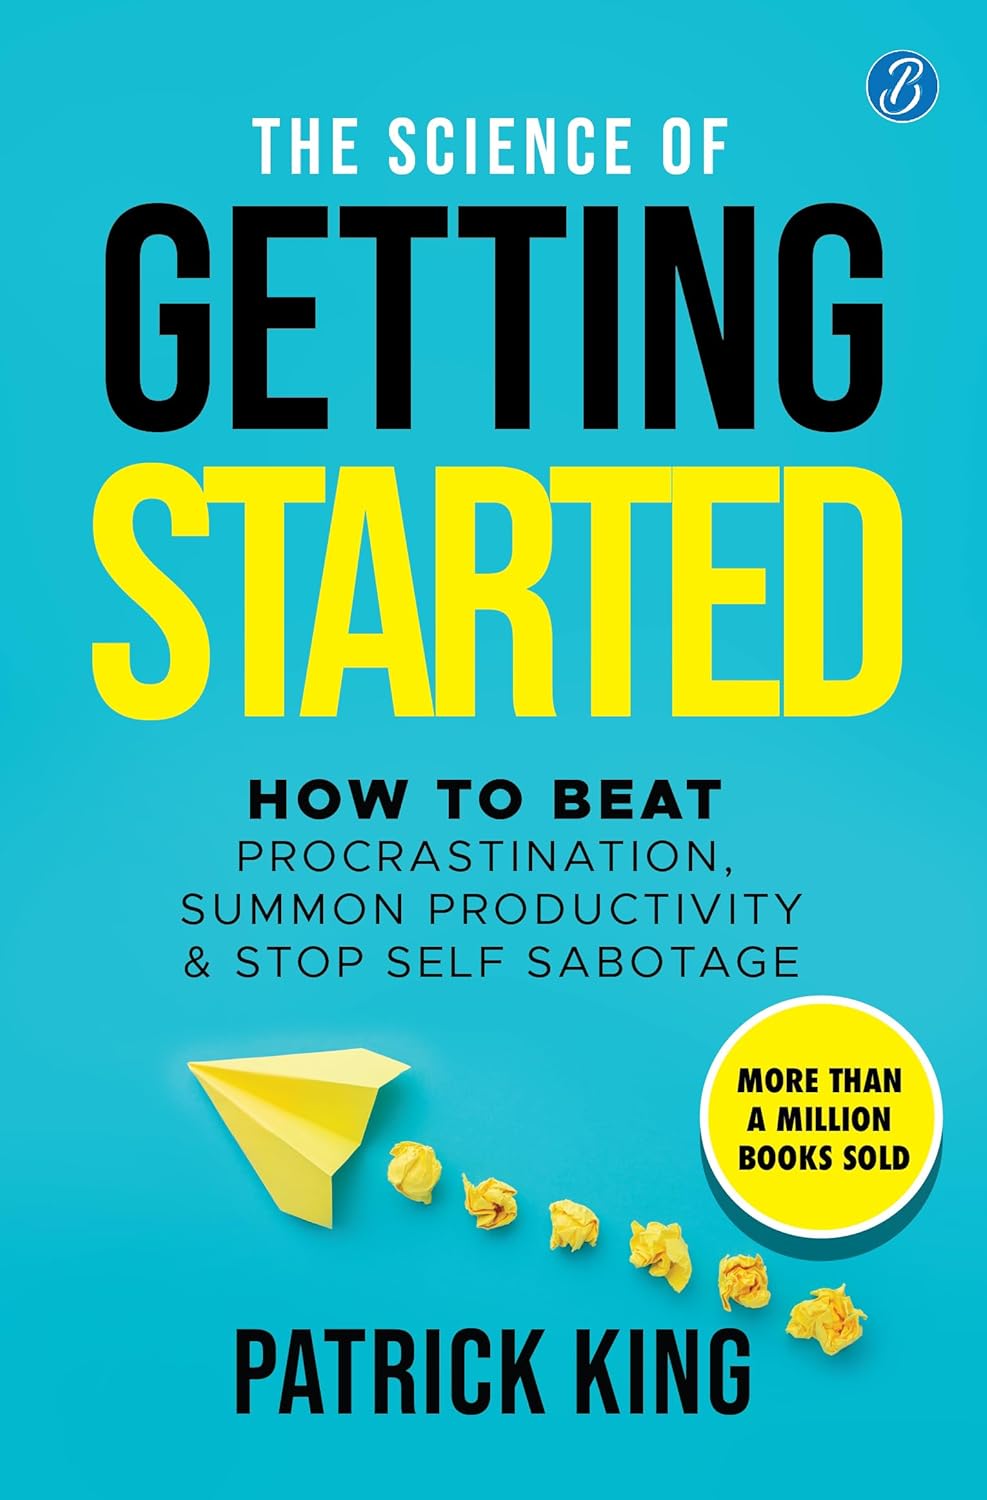 B
THE SCIENCE OF
GETTING
STARTED
HOW TO BEAT
PROCRASTINATION,
SUMMON PRODUCTIVITY
& STOP SELF SABOTAGE
MORE THAN
A MILLION
BOOKS SOLD
PATRICK KING